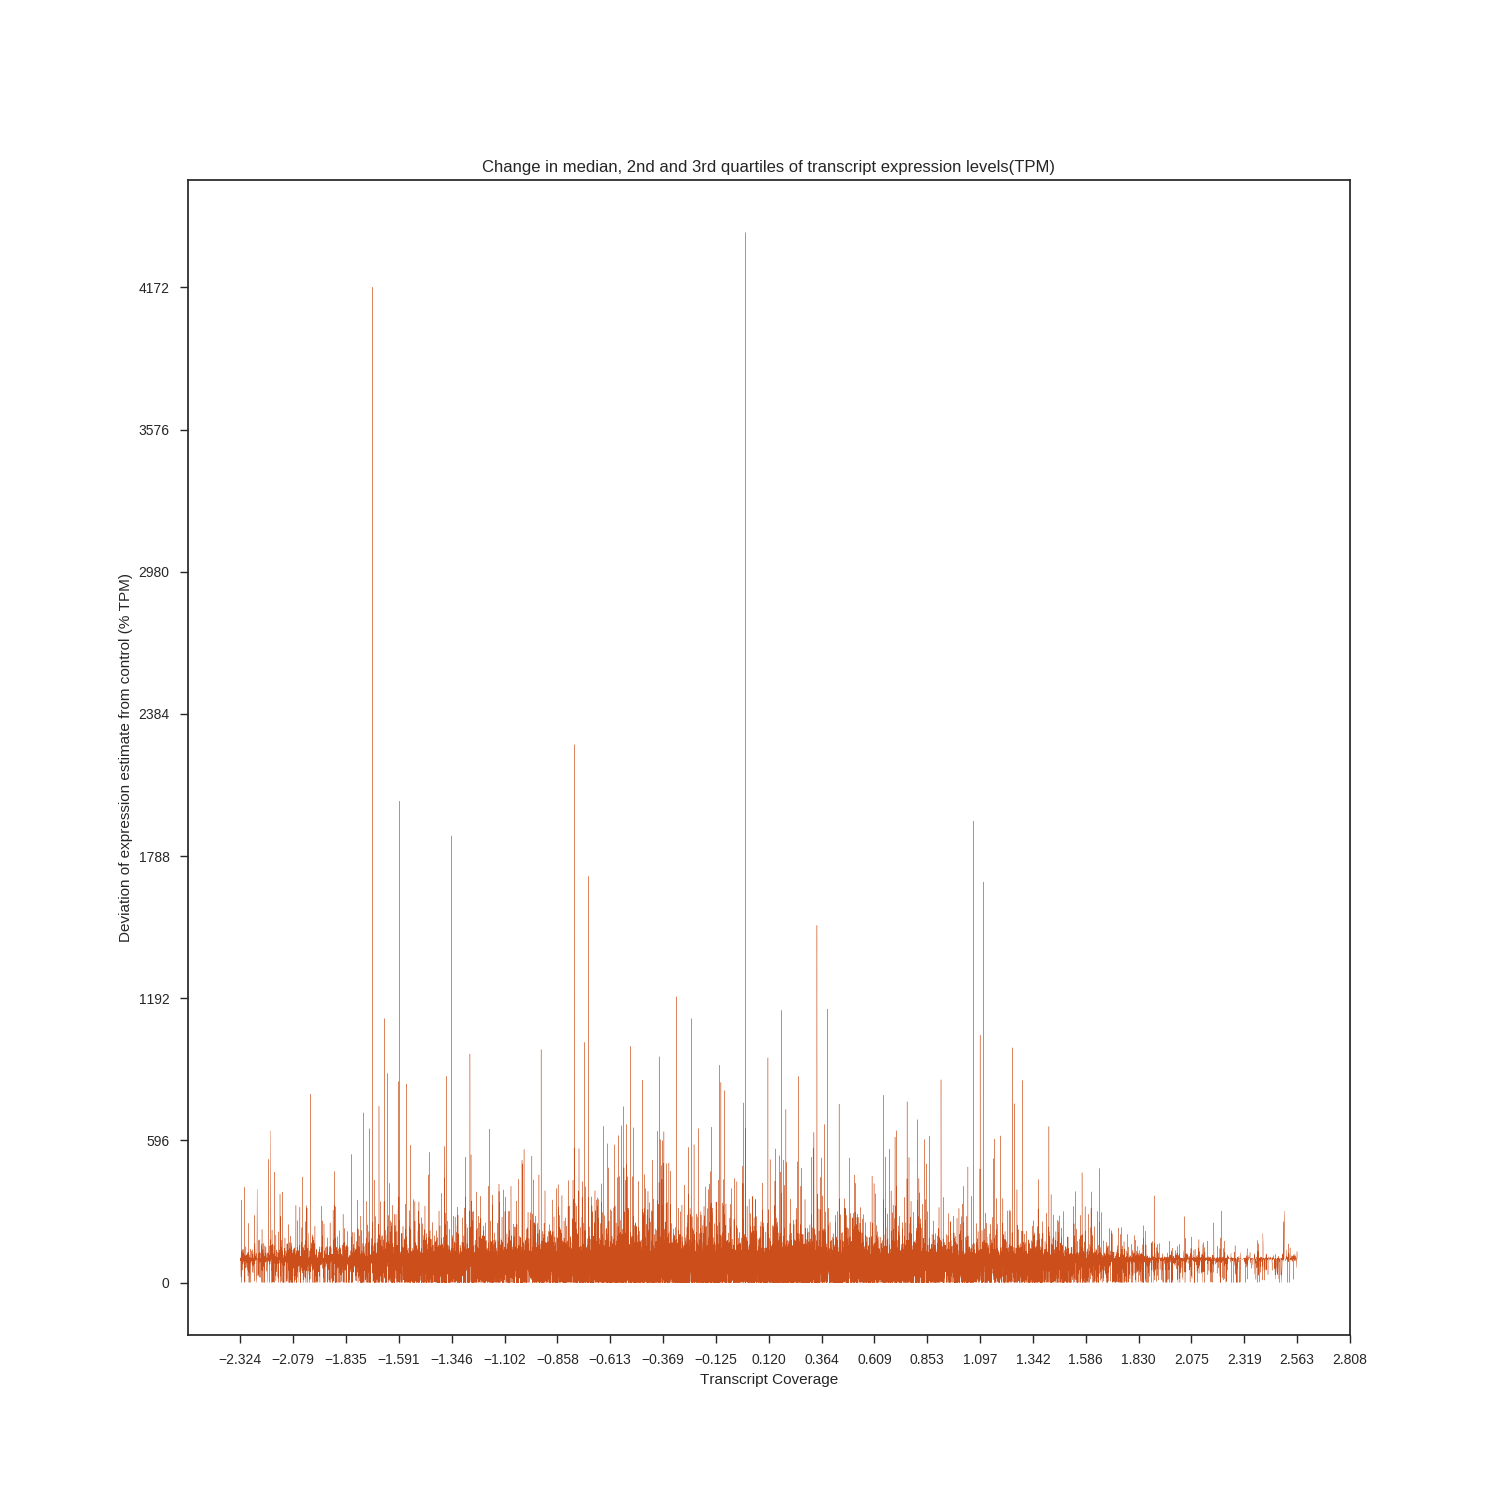 Change in median, 2nd and 3rd quartiles of transcript expression levels(TPM)
4172
3576
2980
2384
1788
1192
596
0
Deviation of expression estimate from control (% TPM)
−2.324 −2.079 −1.835 −1.591 −1.346 −1.102 −0.858 −0.613 −0.369 −0.125 0.120 0.364 0.609 0.853 1.097 1.342 1.586 1.830 2.075 2.319 2.563 2.808
Transcript Coverage